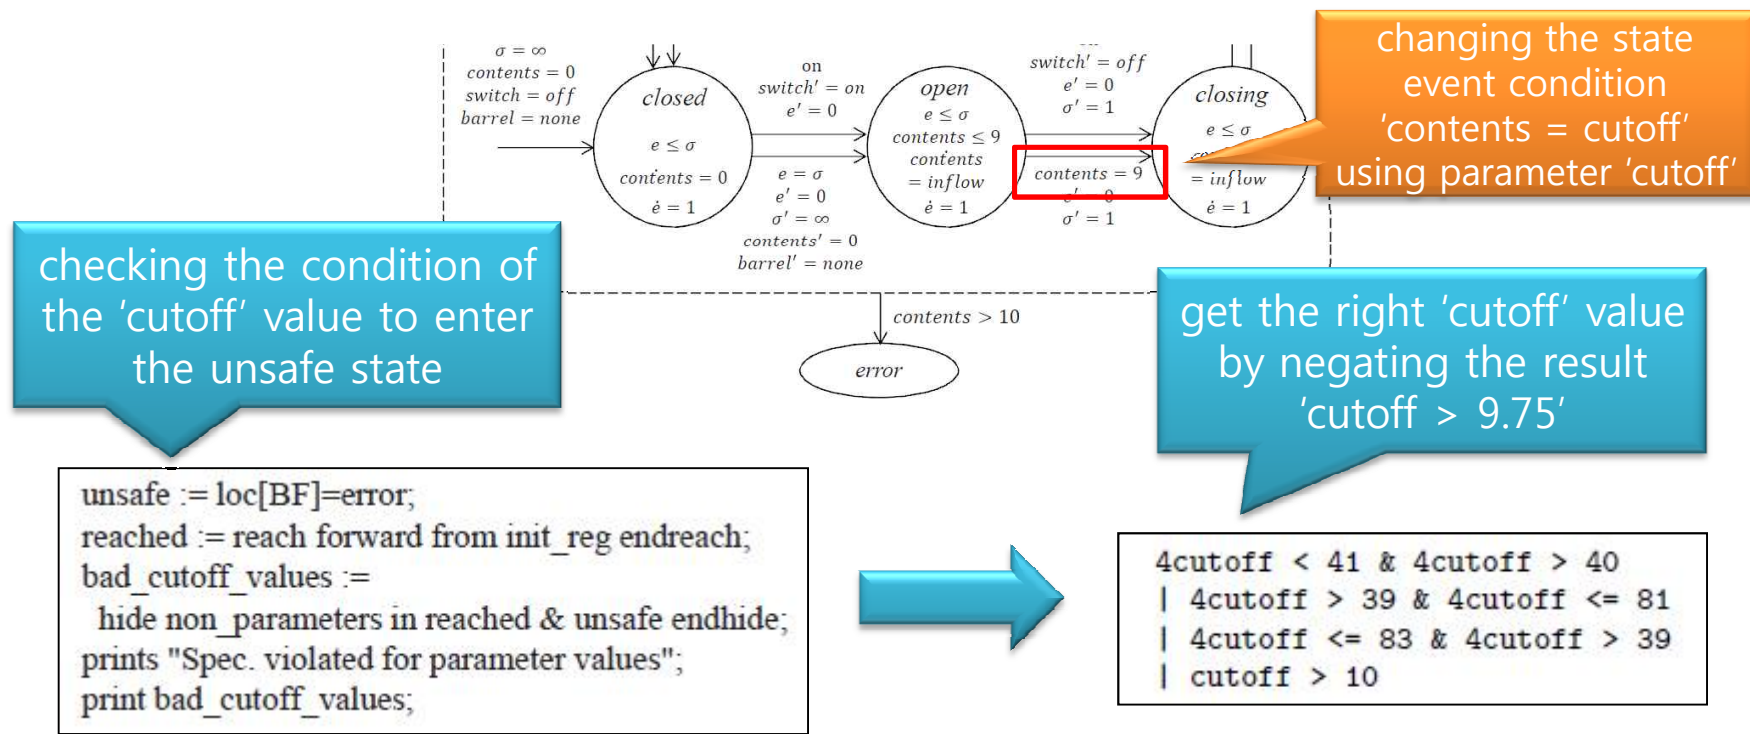 σ = ∞
contents = 0
switch = off
barrel = none
closed
e ≤ σ
contents = 0
ė = 1
on
switch′ = on
e′ = 0
e = σ
e′ = 0
σ′ = ∞
contents′ = 0
barrel′ = none
open
e ≤ σ
contents ≤ 9
contents
= inflow
ė = 1
switch′ = off
e′ = 0
σ′ = 1
contents = 9
e′ = 0
σ′ = 1
closing
e ≤ σ
= inflow
ė = 1
changing the state
event condition
'contents = cutoff'
using parameter 'cutoff'
checking the condition of
the 'cutoff' value to enter
the unsafe state
contents > 10
error
get the right 'cutoff' value
by negating the result
'cutoff > 9.75'
unsafe := loc[BF]=error;
reached := reach forward from init_reg endreach;
bad_cutoff_values :=
hide non_parameters in reached & unsafe endhide;
prints "Spec. violated for parameter values";
print bad_cutoff_values;
4cutoff < 41 & 4cutoff > 40
| 4cutoff > 39 & 4cutoff <= 81
| 4cutoff <= 83 & 4cutoff > 39
| cutoff > 10